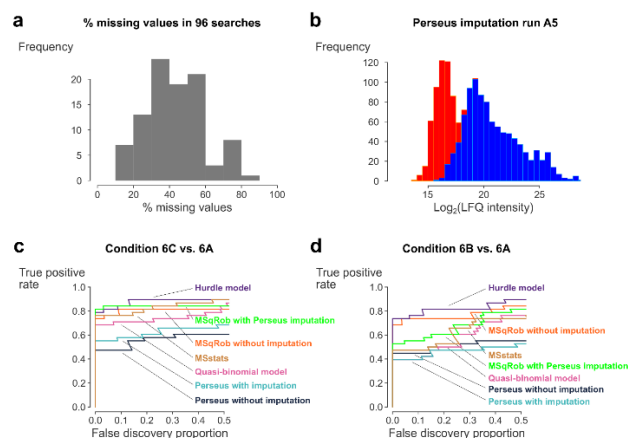 a
% missing values in 96 searches
Frequency
20
15
10
5
0
0 20 40 60 80 100
% missing values
b
Perseus imputation run A5
Frequency
120
100
80
60
40
20
0
15 20 25
Log2(LFQ intensity)
c
Condition 6C vs. 6A
True positive
rate
1.0
0.8
0.6
0.4
0.2
0.0
Hurdle model
MSqRob with Perseus imputation
MSqRob without imputation
MSstats
Quasi-binomial model
Perseus with imputation
Perseus without imputation
0.0 0.1 0.2 0.3 0.4 0.5
False discovery proportion
d
Condition 6B vs. 6A
True positive
rate
1.0
0.8
0.6
0.4
0.2
0.0
Hurdle model
MSqRob without imputation
MSstats
MSqRob with Perseus Imputation
Quasi-binomial model
Perseus without imputation
Perseus with imputation
0.0 0.1 0.2 0.3 0.4 0.5
False discovery proportion